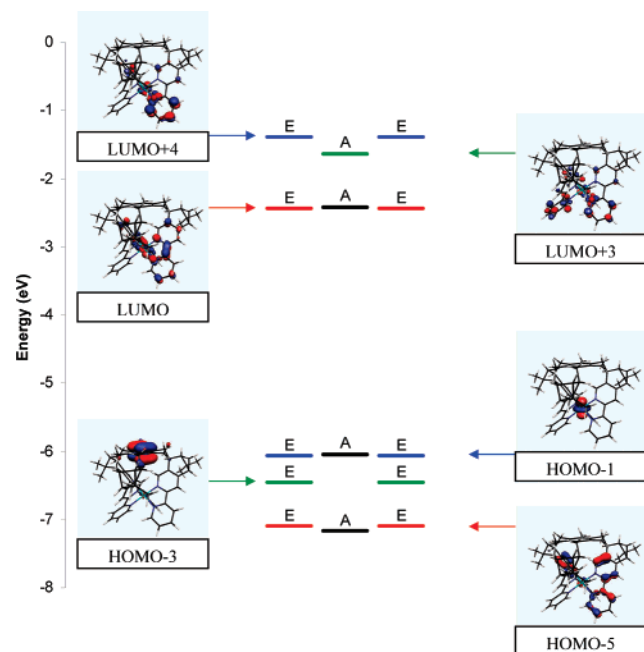 0
-1
-2
-3
-4
-5
-6
-7
-8
Energy (eV)
LUMO+4
LUMO
HOMO-3
E
A
E
E
A
E
E
A
E
E
E
E
A
E
LUMO+3
HOMO-1
HOMO-5